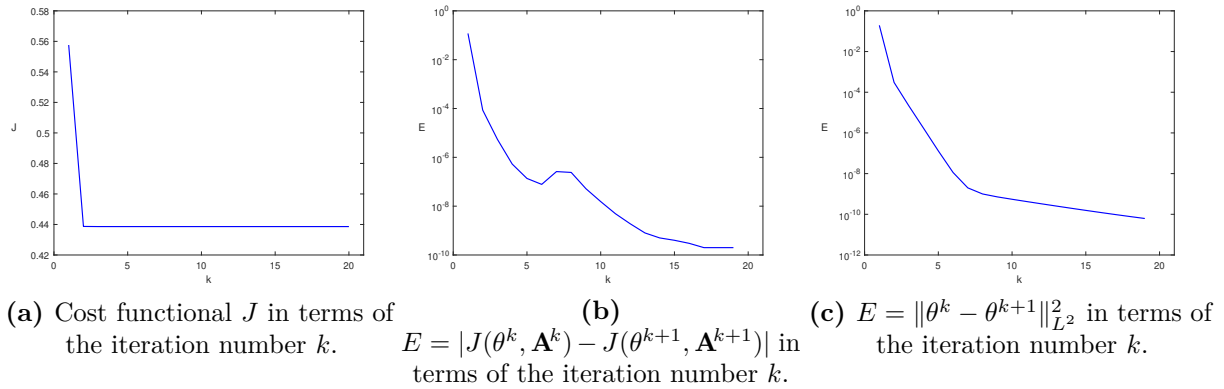 0.58
0.56
0.54
0.52
0.5
0.48
0.46
0.44
0.42
J
0
5
10
15
20
k
10^0
10^-2
10^-4
10^-6
10^-8
10^-10
E
0
5
10
15
20
k
10^0
10^-2
10^-4
10^-6
10^-8
10^-10
10^-12
E
0
5
10
15
20
k
(a) Cost functional J in terms of
the iteration number k.
(b)
E = |J(θ^k, A^k) − J(θ^{k+1}, A^{k+1})| in
terms of the iteration number k.
(c) E = ‖θ^k − θ^{k+1}‖²_{L²} in terms of
the iteration number k.